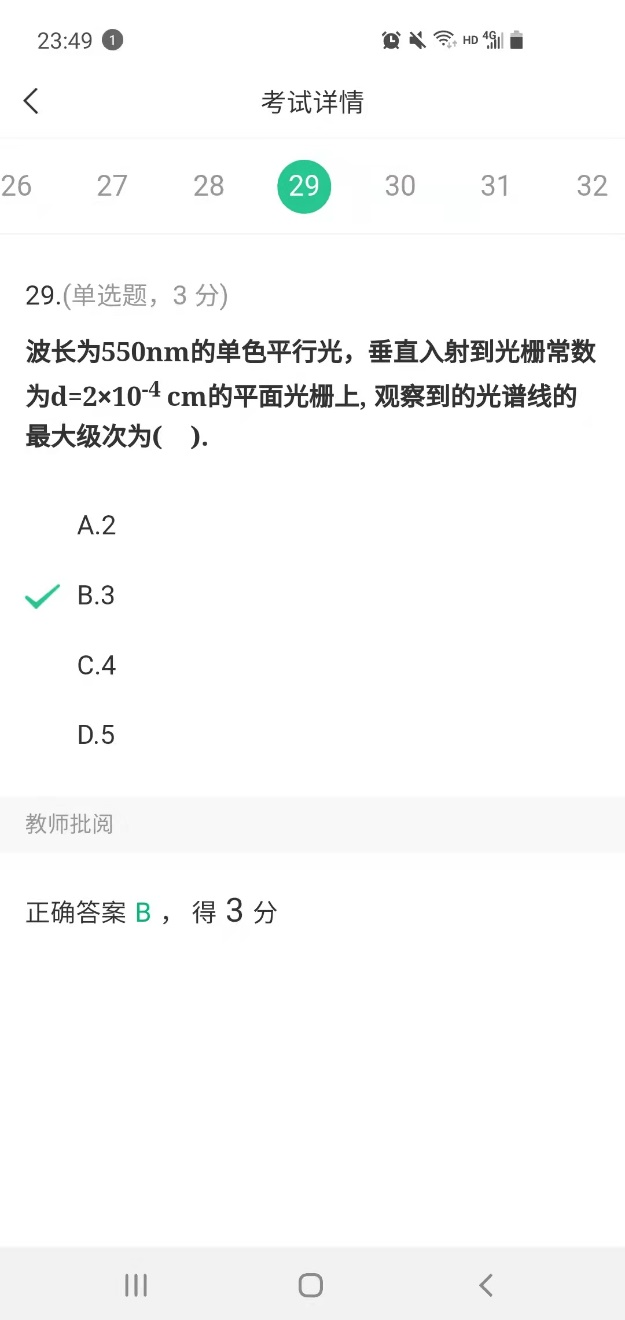 23:49 1 HD 4G
考试详情
26 27 28 29 30 31 32
29.(单选题，3 分)
波长为550nm的单色平行光，垂直入射到光栅常数
为d=2×10⁻⁴ cm的平面光栅上, 观察到的光谱线的
最大级次为( ).
A.2
B.3
C.4
D.5
教师批阅
正确答案 B ， 得 3 分